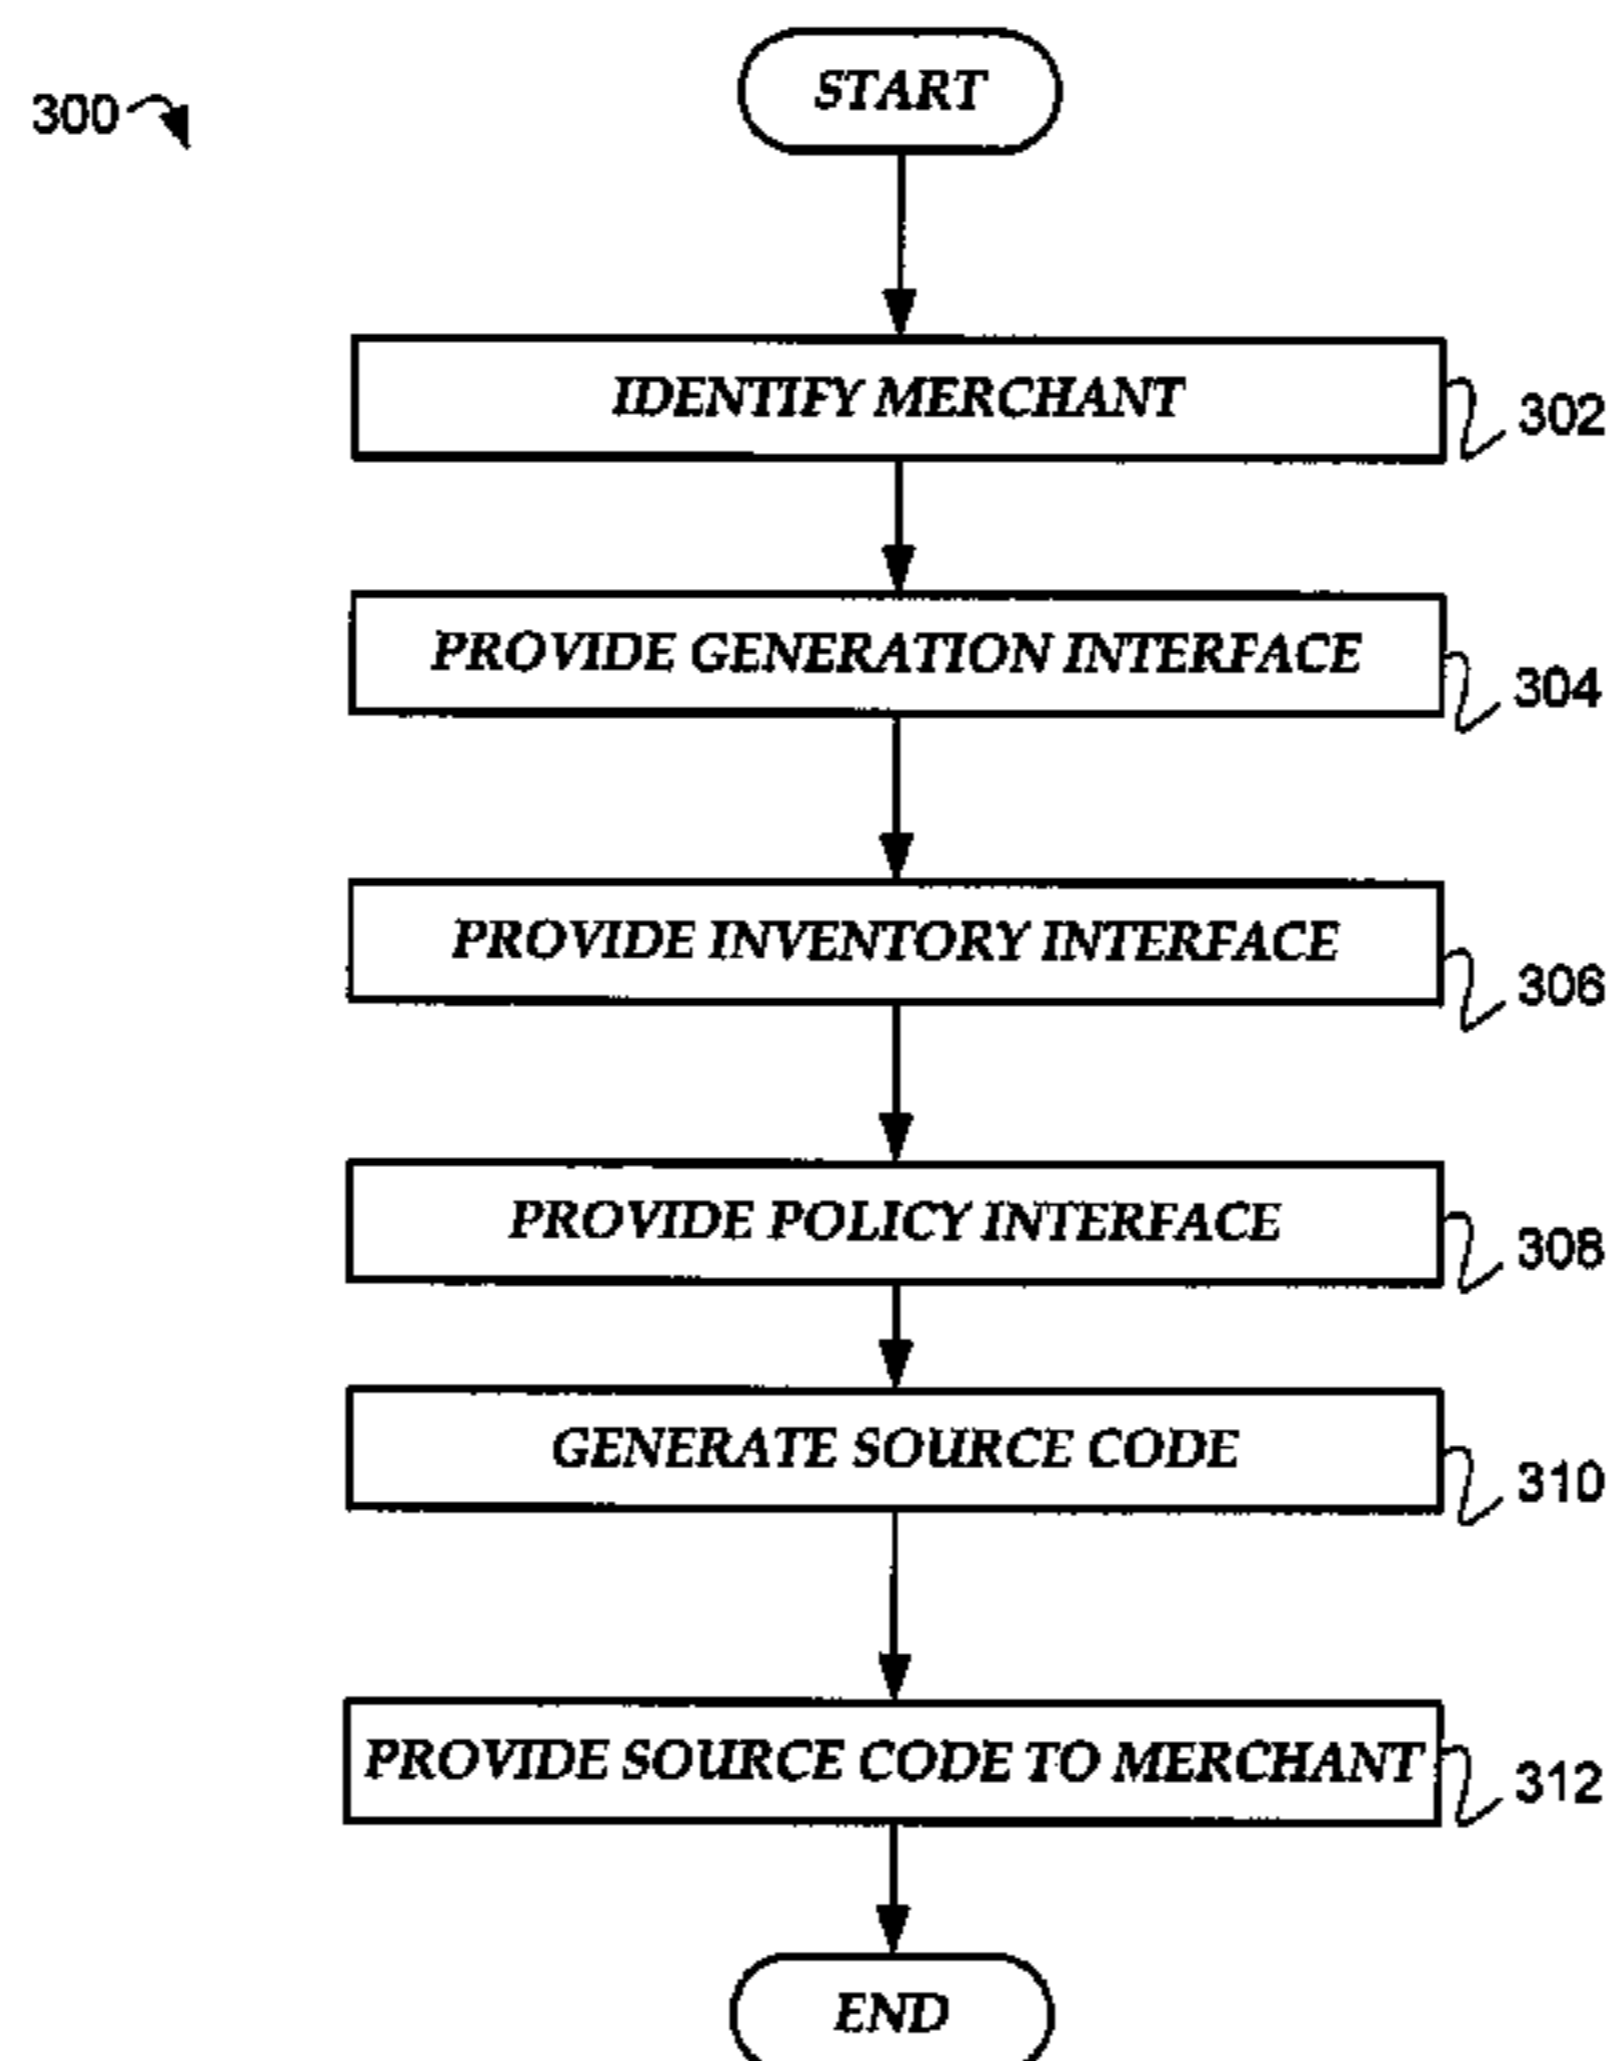 START
300
IDENTIFY MERCHANT
302
PROVIDE GENERATION INTERFACE
304
PROVIDE INVENTORY INTERFACE
306
PROVIDE POLICY INTERFACE
308
GENERATE SOURCE CODE
310
PROVIDE SOURCE CODE TO MERCHANT
312
END